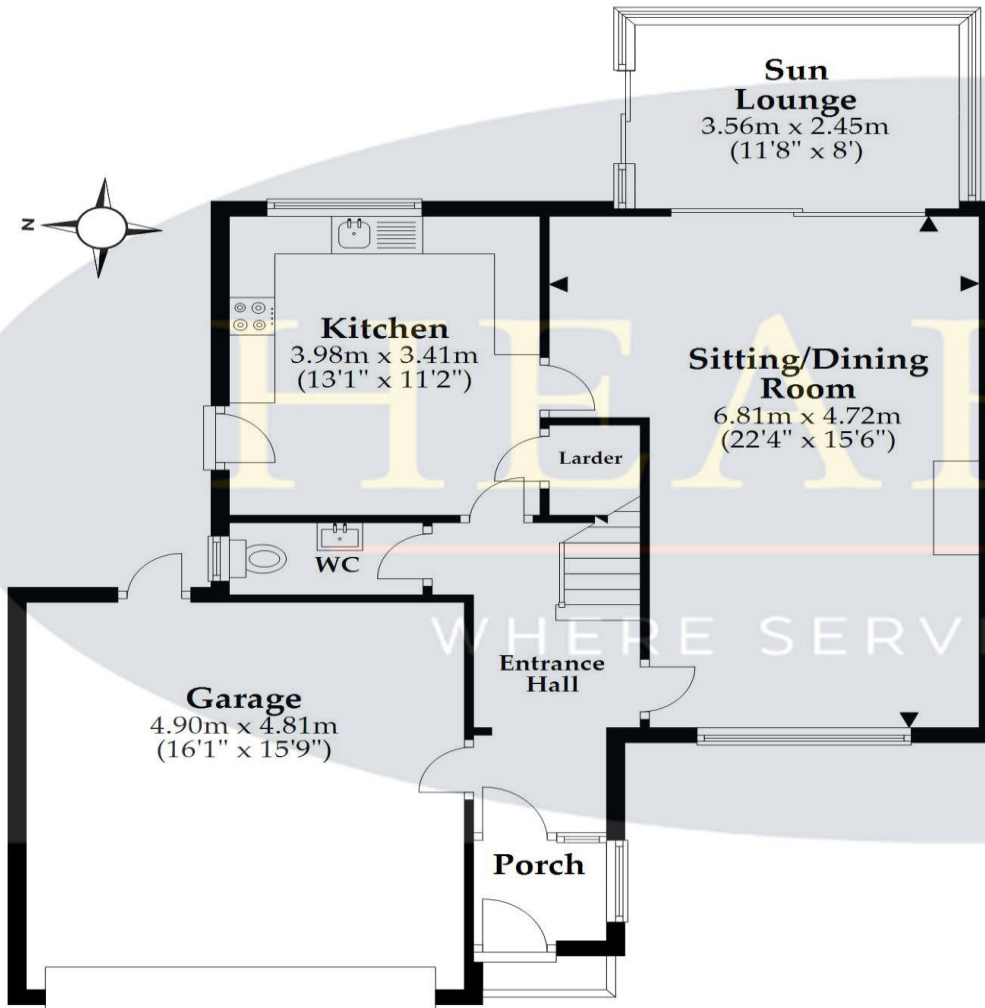 Sun
Lounge
3.56m x 2.45m
(11'8" x 8')
N
Kitchen
3.98m x 3.41m
(13'1" x 11'2")
Sitting/Dining
Room
6.81m x 4.72m
(22'4" x 15'6")
Larder
WC
Entrance
Hall
Garage
4.90m x 4.81m
(16'1" x 15'9")
Porch
WHERE SERV